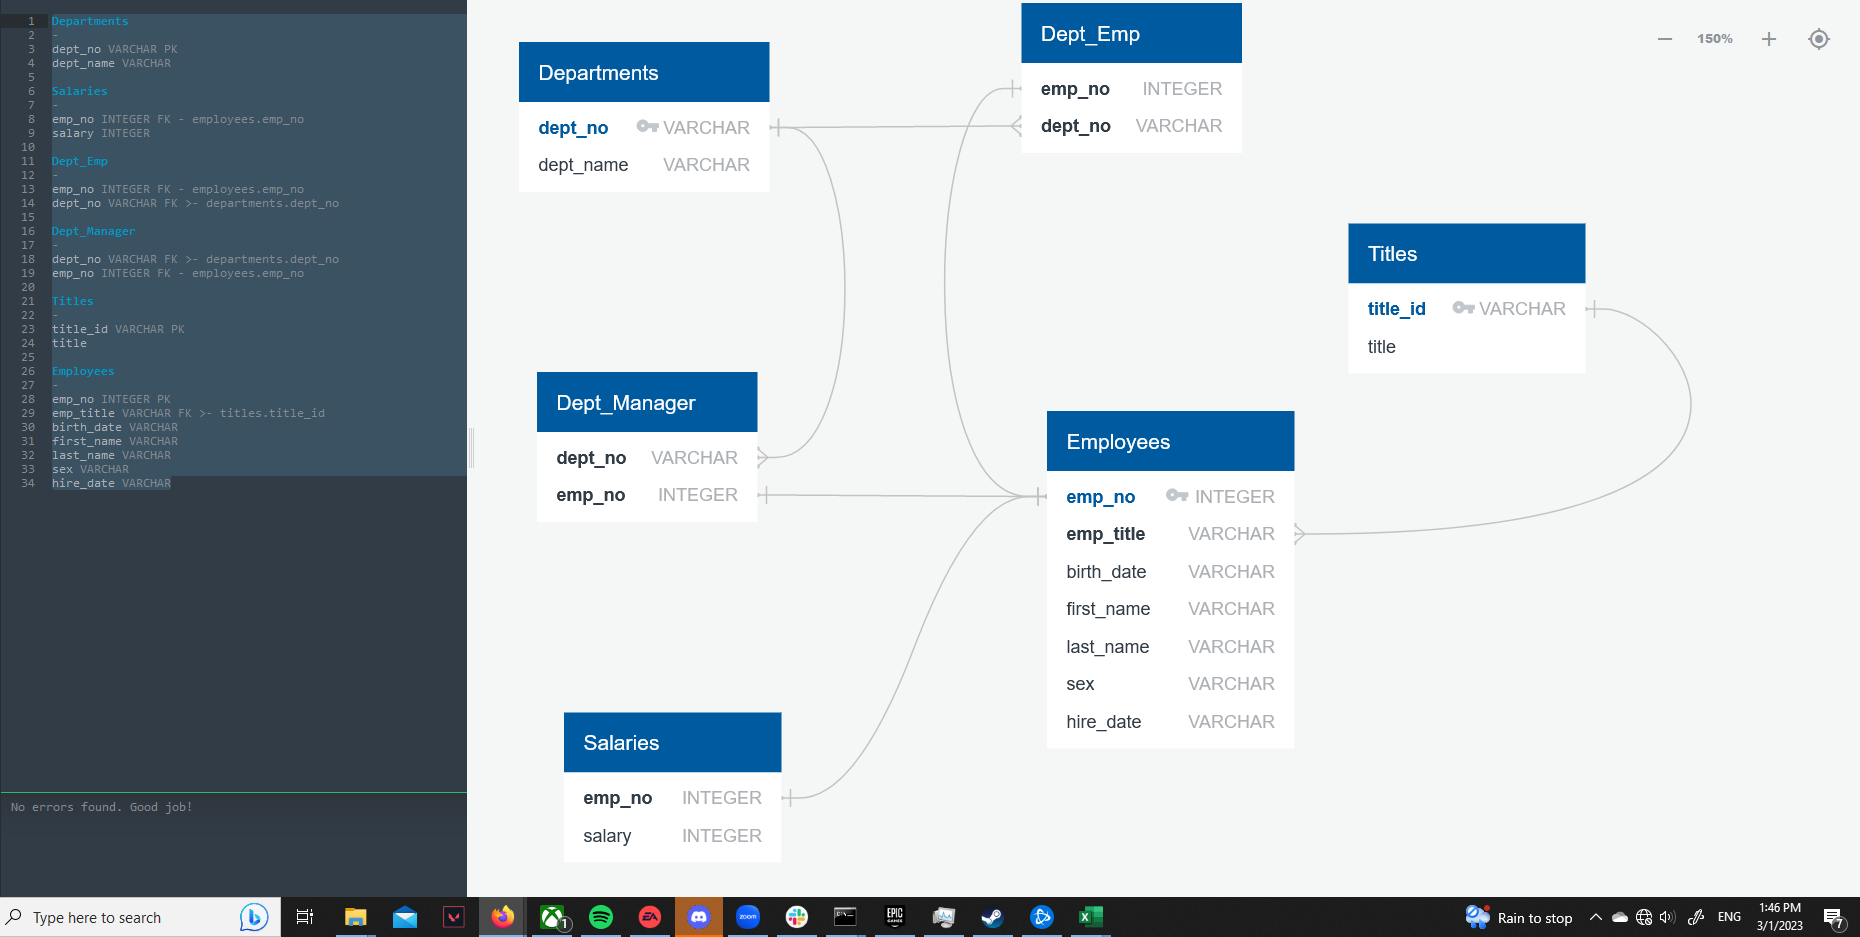 1 Departments
2 -
3 dept_no VARCHAR PK
4 dept_name VARCHAR
5
6 Salaries
7 -
8 emp_no INTEGER FK - employees.emp_no
9 salary INTEGER
10
11 Dept_Emp
12 -
13 emp_no INTEGER FK - employees.emp_no
14 dept_no VARCHAR FK >- departments.dept_no
15
16 Dept_Manager
17 -
18 dept_no VARCHAR FK >- departments.dept_no
19 emp_no INTEGER FK - employees.emp_no
20
21 Titles
22 -
23 title_id VARCHAR PK
24 title
25
26 Employees
27 -
28 emp_no INTEGER PK
29 emp_title VARCHAR FK >- titles.title_id
30 birth_date VARCHAR
31 first_name VARCHAR
32 last_name VARCHAR
33 sex VARCHAR
34 hire_date VARCHAR
No errors found. Good job!
Departments
dept_no VARCHAR
dept_name VARCHAR
Dept_Emp
emp_no INTEGER
dept_no VARCHAR
150%
Titles
title_id VARCHAR
title
Dept_Manager
dept_no VARCHAR
emp_no INTEGER
Employees
emp_no INTEGER
emp_title VARCHAR
birth_date VARCHAR
first_name VARCHAR
last_name VARCHAR
sex VARCHAR
hire_date VARCHAR
Salaries
emp_no INTEGER
salary INTEGER
Type here to search
1
EA
zoom
EPIC
GAMES
X
Rain to stop
ENG
1:46 PM
3/1/2023
7